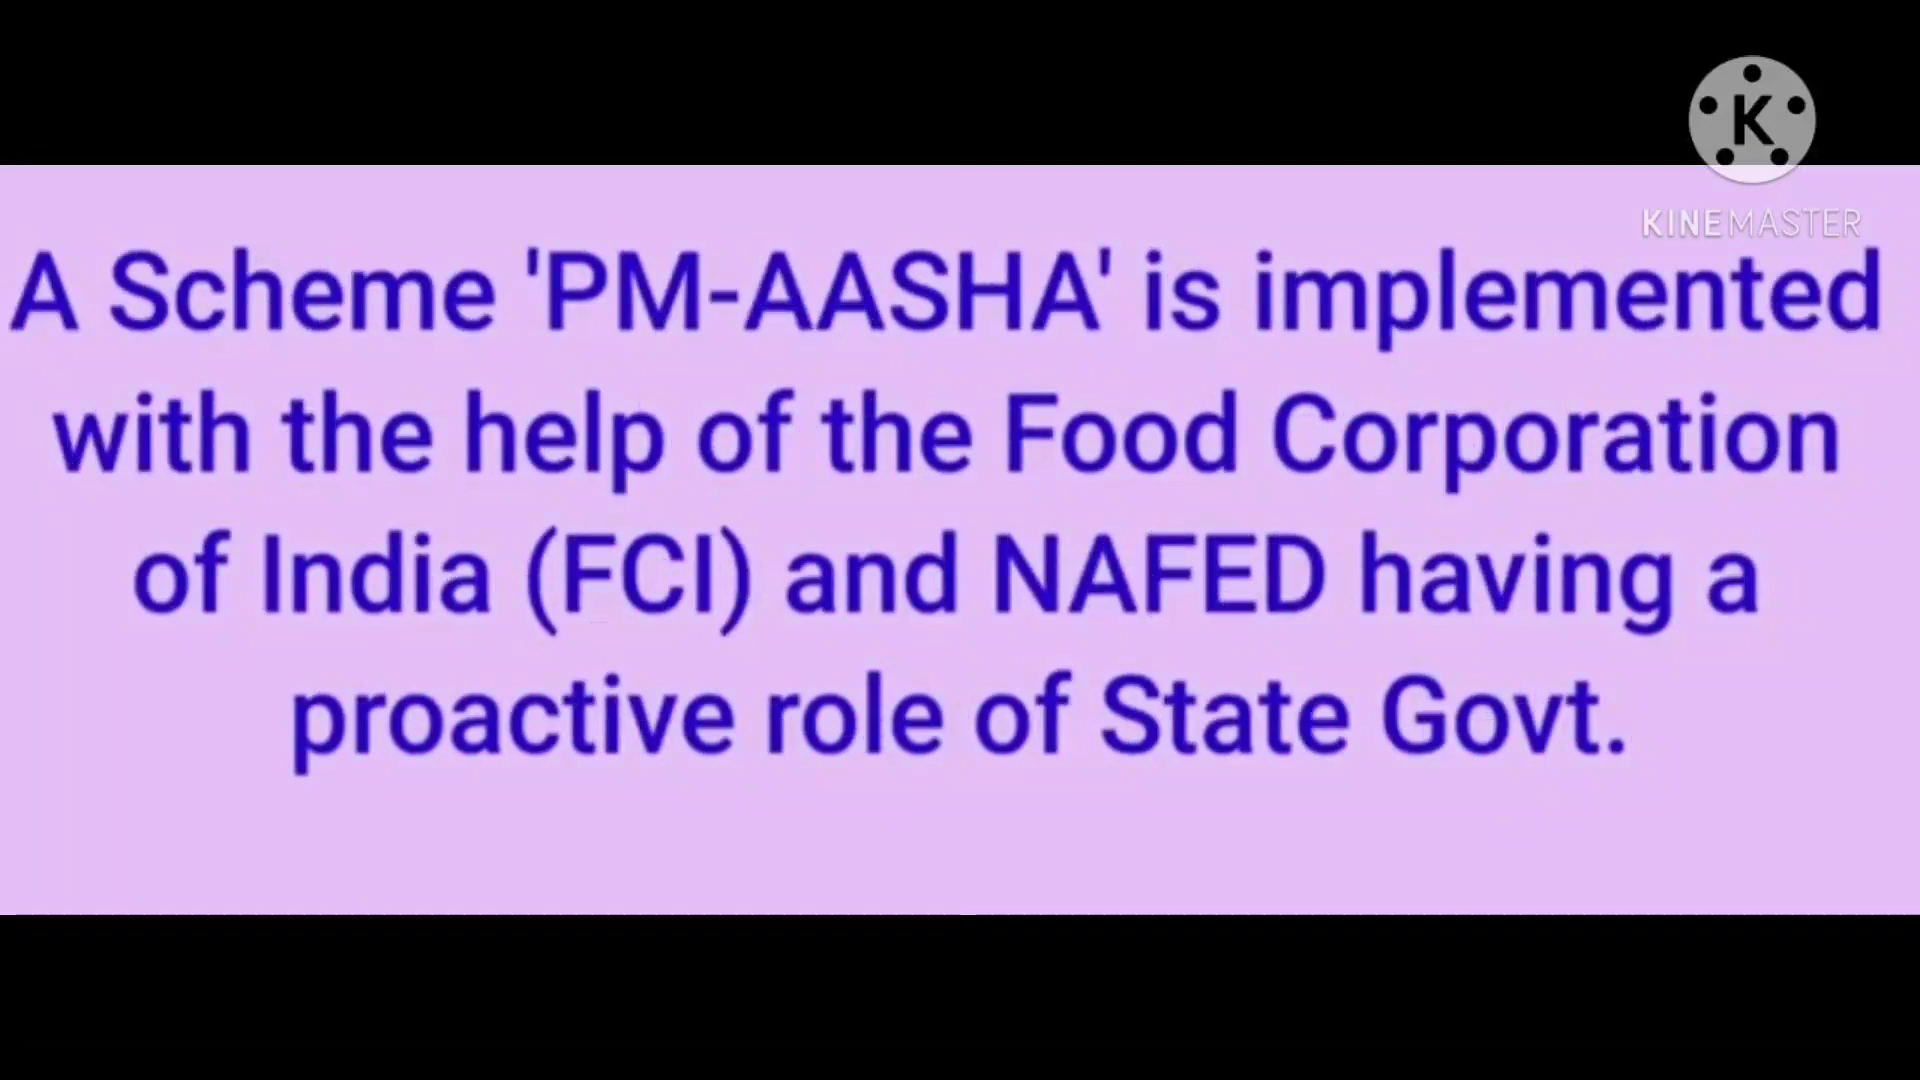 K
KINEMASTER
A Scheme 'PM-AASHA' is implemented
with the help of the Food Corporation
of India (FCI) and NAFED having a
proactive role of State Govt.